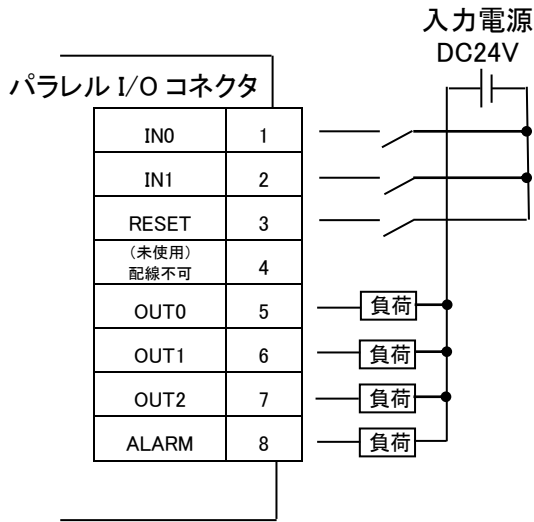 入力電源
DC24V
パラレル I/O コネクタ
IN0 1
IN1 2
RESET 3
(未使用)
配線不可 4
OUT0 5 負荷
OUT1 6 負荷
OUT2 7 負荷
ALARM 8 負荷